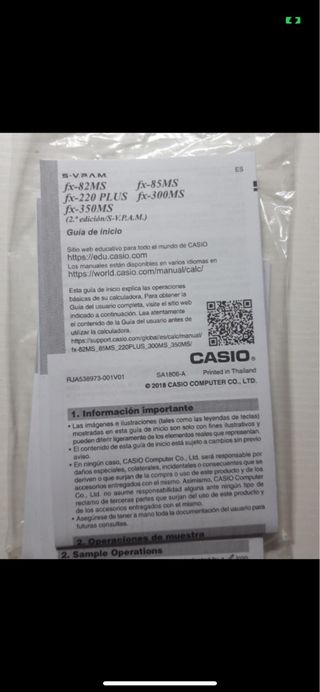 ES
S-V.P.A.M.
fx-82MS fx-85MS
fx-220 PLUS fx-300MS
fx-350MS
(2.ª edición/S-V.P.A.M.)
Guía de inicio
Sitio web educativo para todo el mundo de CASIO
https://edu.casio.com
Los manuales están disponibles en varios idiomas en
https://world.casio.com/manual/calc/
Esta guía de inicio explica las operaciones
básicas de su calculadora. Para obtener la
Guía del usuario completa, visite el sitio web
indicado a continuación. Lea atentamente
el contenido de la Guía del usuario antes de
utilizar la calculadora.
https://support.casio.com/global/es/calc/manual/
fx-82MS_85MS_220PLUS_300MS_350MS/
CASIO®
RJA538973-001V01 SA1806-A Printed in Thailand
© 2018 CASIO COMPUTER CO., LTD.
1. Información importante
• Las imágenes e ilustraciones (tales como las leyendas de teclas)
mostradas en esta guía de inicio son solo con fines ilustrativos y
pueden diferir ligeramente de los elementos reales que representan.
• El contenido de esta guía de inicio está sujeto a cambios sin previo
aviso.
• En ningún caso, CASIO Computer Co., Ltd. será responsable por
daños especiales, colaterales, incidentales o consecuentes que se
deriven o que surjan de la compra o uso de este producto y de los
accesorios entregados con el mismo. Asimismo, CASIO Computer
Co., Ltd. no asume responsabilidad alguna ante ningún tipo de
reclamo de terceras partes que surjan del uso de este producto y
de los accesorios entregados con el mismo.
• Asegúrese de tener a mano toda la documentación del usuario para
futuras consultas.
2. Operaciones de muestra
2. Sample Operations